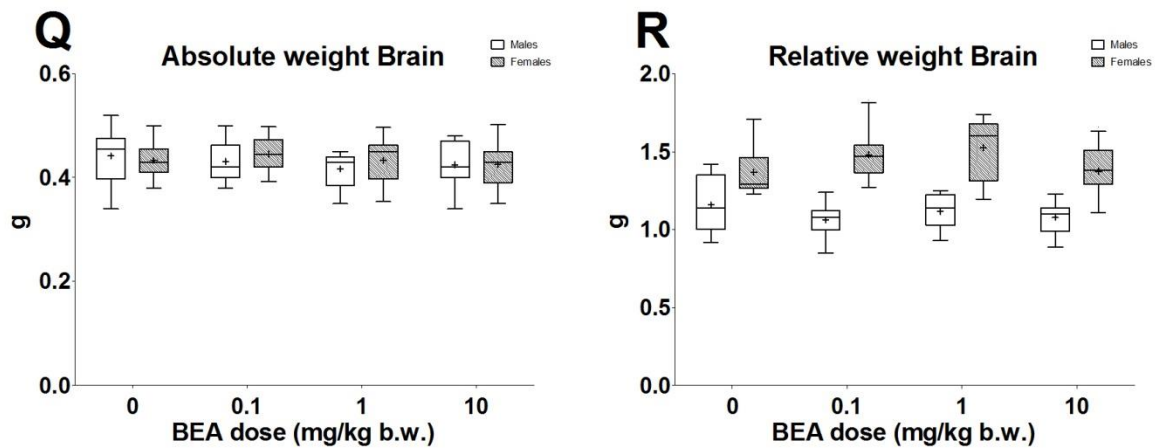 Q
Absolute weight Brain
Males
Females
0.6
0.4
0.2
0.0
g
0 0.1 1 10
BEA dose (mg/kg b.w.)
R
Relative weight Brain
Males
Females
2.0
1.5
1.0
0.5
0.0
g
0 0.1 1 10
BEA dose (mg/kg b.w.)